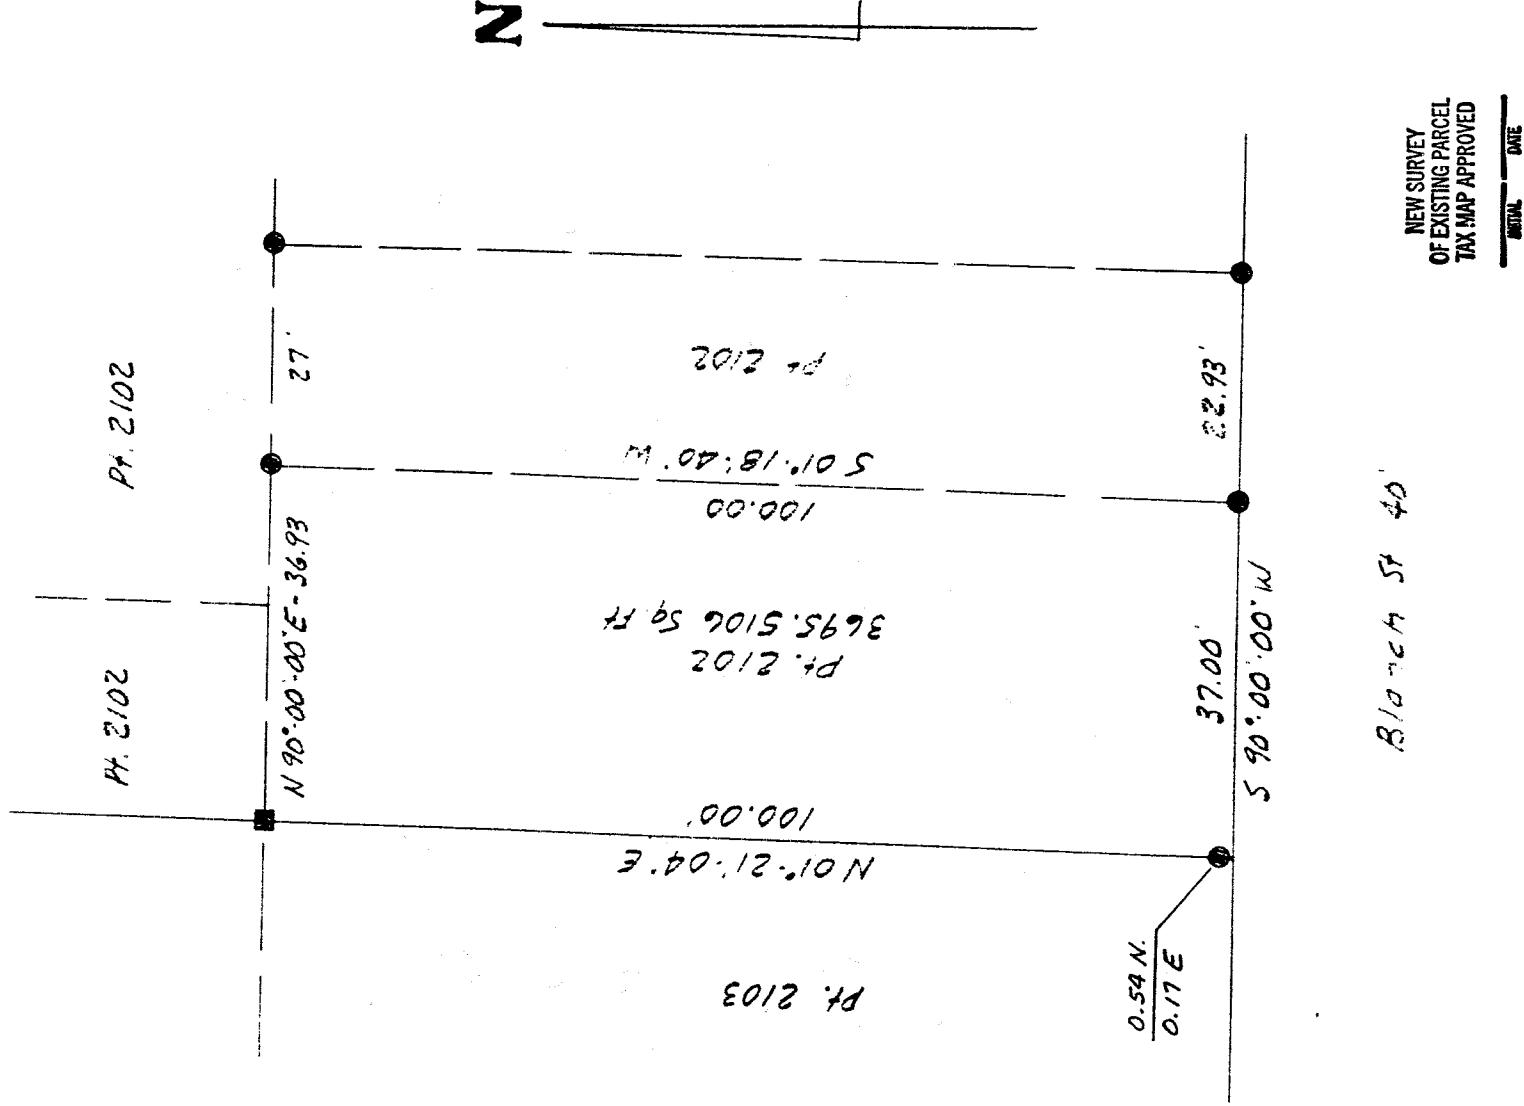 N
NEW SURVEY
OF EXISTING PARCEL
TAX MAP APPROVED
INITIAL DATE
Pt. 2102
Pt. 2102
27'
N 90°-00'-00"E - 36.93
Pt 2102
S 01°-18'-40" W
100.00
3695.5106 Sq. Ft
Pt. 2102
100.00'
N 01°-21'-04" E
Pt. 2103
22.93'
37.00'
S 90°-00'-00" W
0.54 N.
0.17 E
St 40'